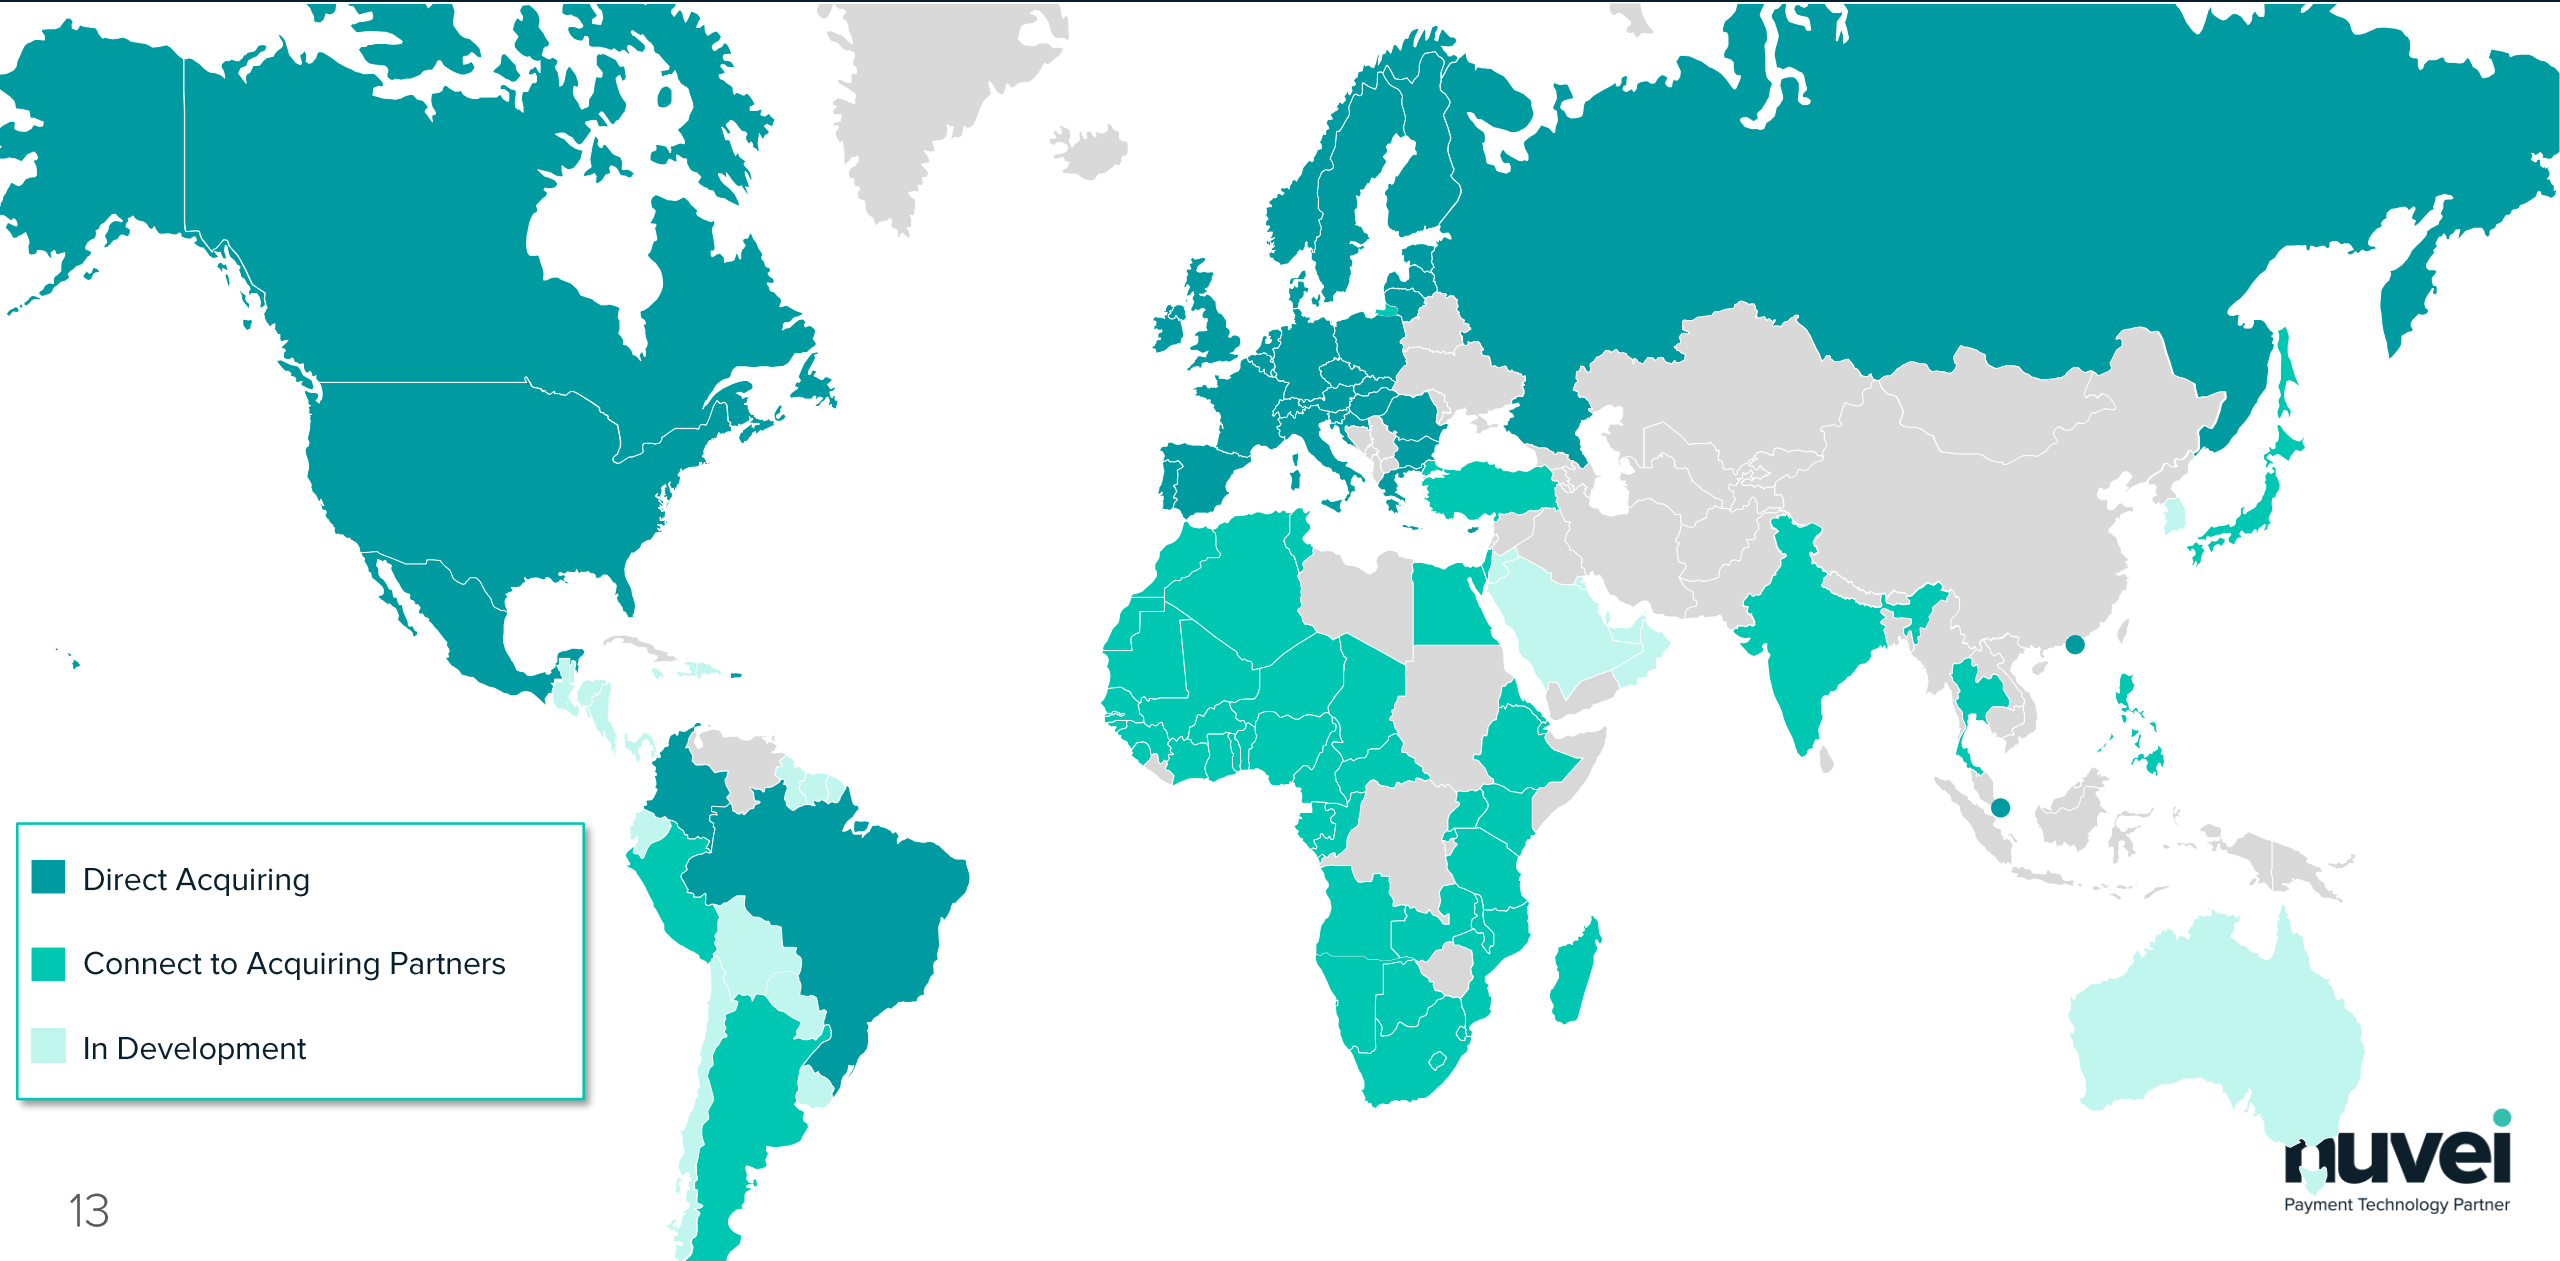 Direct Acquiring
Connect to Acquiring Partners
In Development
13
nuvei
Payment Technology Partner